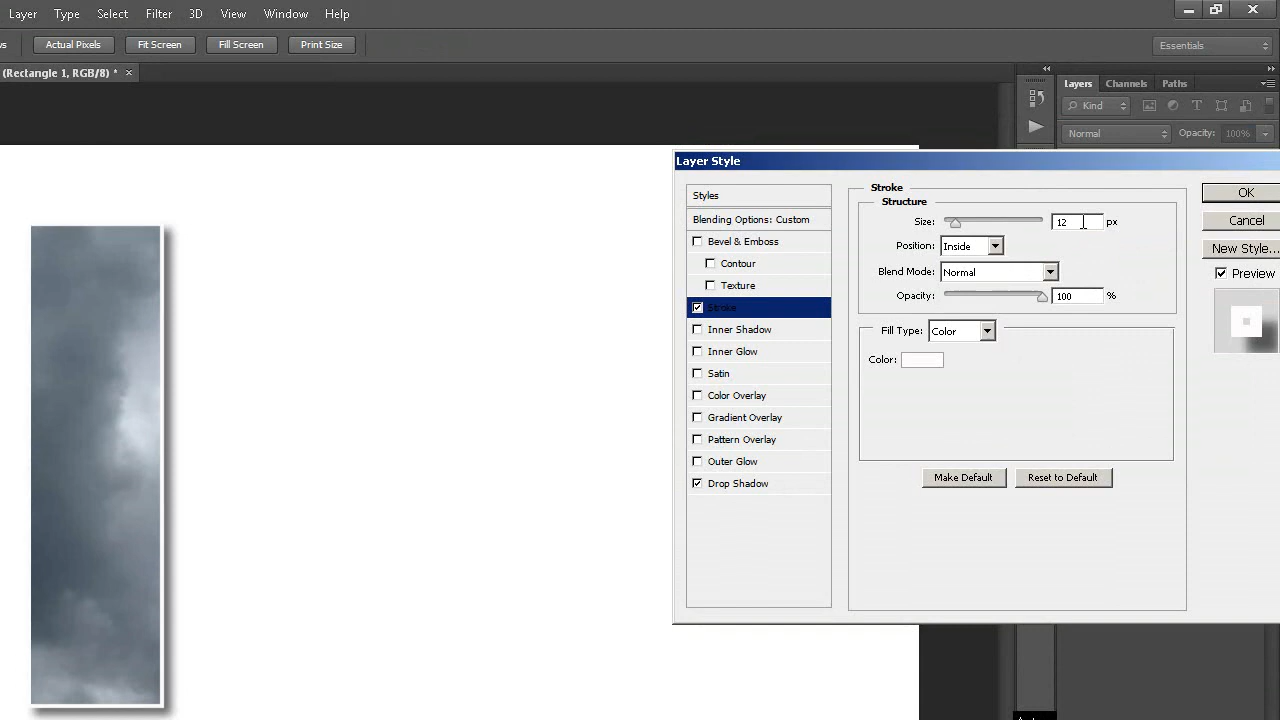 Layer Type Select Filter 3D View Window Help
Actual Pixels Fit Screen Fill Screen Print Size Essentials
(Rectangle 1, RGB/8) *
Layers Channels Paths
Kind
Normal Opacity: 100%
Layer Style
Styles
Blending Options: Custom
Bevel & Emboss
Contour
Texture
Stroke
Inner Shadow
Inner Glow
Satin
Color Overlay
Gradient Overlay
Pattern Overlay
Outer Glow
Drop Shadow
Stroke
Structure
Size: 12 px
Position: Inside
Blend Mode: Normal
Opacity: 100 %
Fill Type: Color
Color:
Make Default Reset to Default
OK
Cancel
New Style...
Preview